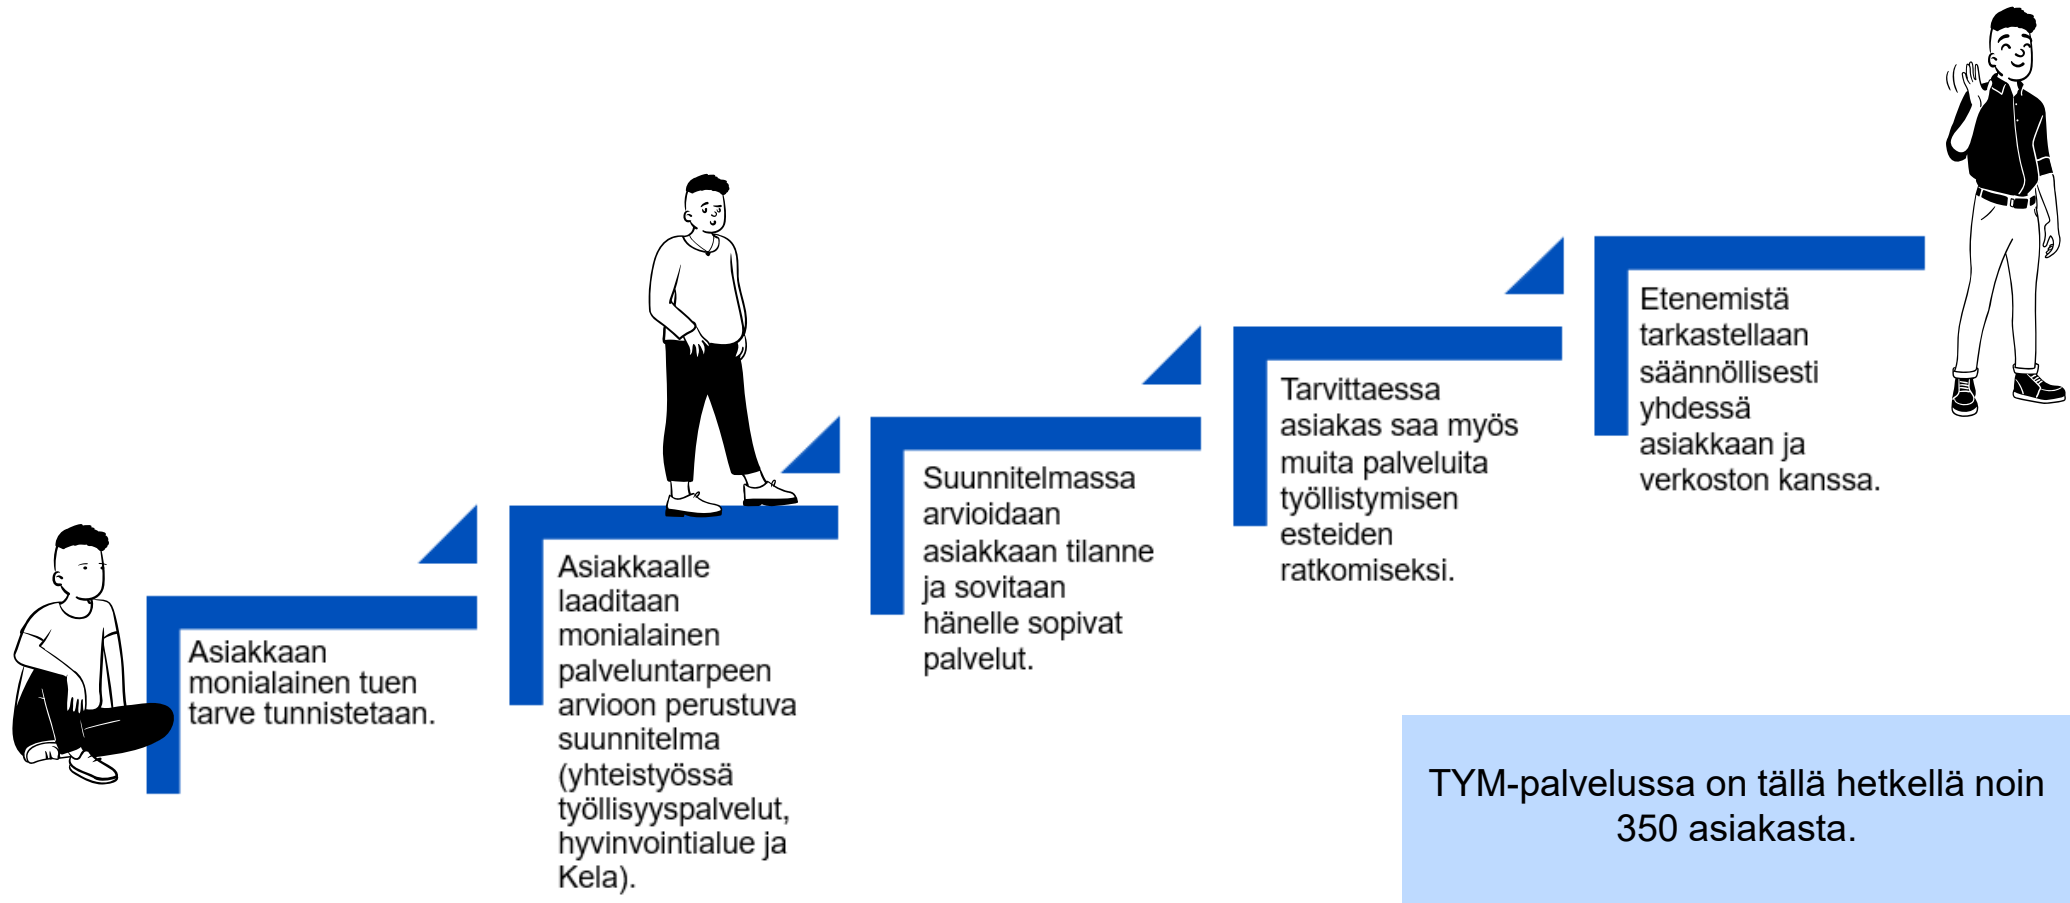 Asiakkaan
monialainen tuen
tarve tunnistetaan.
Asiakkaalle
laaditaan
monialainen
palveluntarpeen
arvioon perustuva
suunnitelma
(yhteistyössä
työllisyyspalvelut,
hyvinvointialue ja
Kela).
Suunnitelmassa
arvioidaan
asiakkaan tilanne
ja sovitaan
hänelle sopivat
palvelut.
Tarvittaessa
asiakas saa myös
muita palveluita
työllistymisen
esteiden
ratkomiseksi.
Etenemistä
tarkastellaan
säännöllisesti
yhdessä
asiakkaan ja
verkoston kanssa.
TYM-palvelussa on tällä hetkellä noin
350 asiakasta.